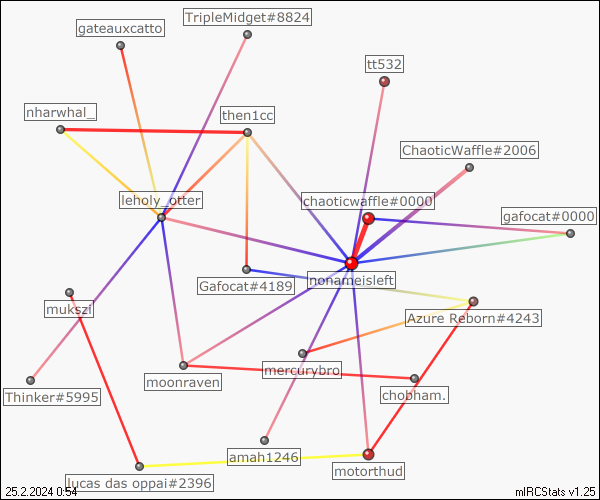 TripleMidget#8824
gateauxcatto
tt532
nharwhal_
then1cc
ChaoticWaffle#2006
leholy_otter
chaoticwaffle#0000
gafocat#0000
Gafocat#4189
nonameisleft
mukszi
Azure Reborn#4243
mercurybro
moonraven
Thinker#5995
chobham.
amah1246
motorthud
lucas das oppai#2396
25.2.2024 0:54
mIRCStats v1.25